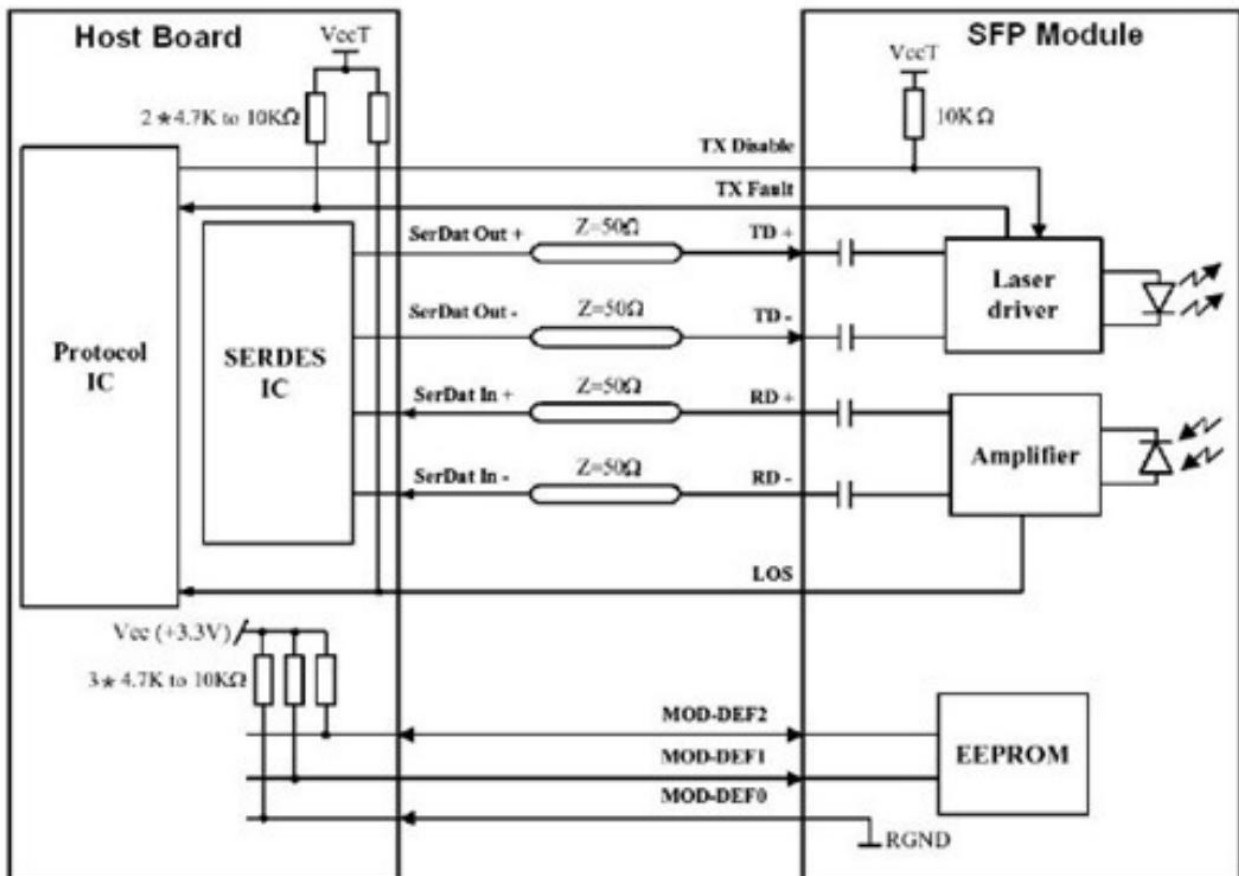 Host Board
SFP Module
VccT
VccT
2*4.7K to 10KΩ
10KΩ
TX Disable
TX Fault
SerDat Out +
Z=50Ω
TD +
SerDat Out -
Z=50Ω
TD -
Laser
driver
Protocol
IC
SERDES
IC
SerDat In +
Z=50Ω
RD +
SerDat In -
Z=50Ω
RD -
Amplifier
LOS
Vcc (+3.3V)
3*4.7K to 10KΩ
MOD-DEF2
MOD-DEF1
MOD-DEF0
EEPROM
RGND